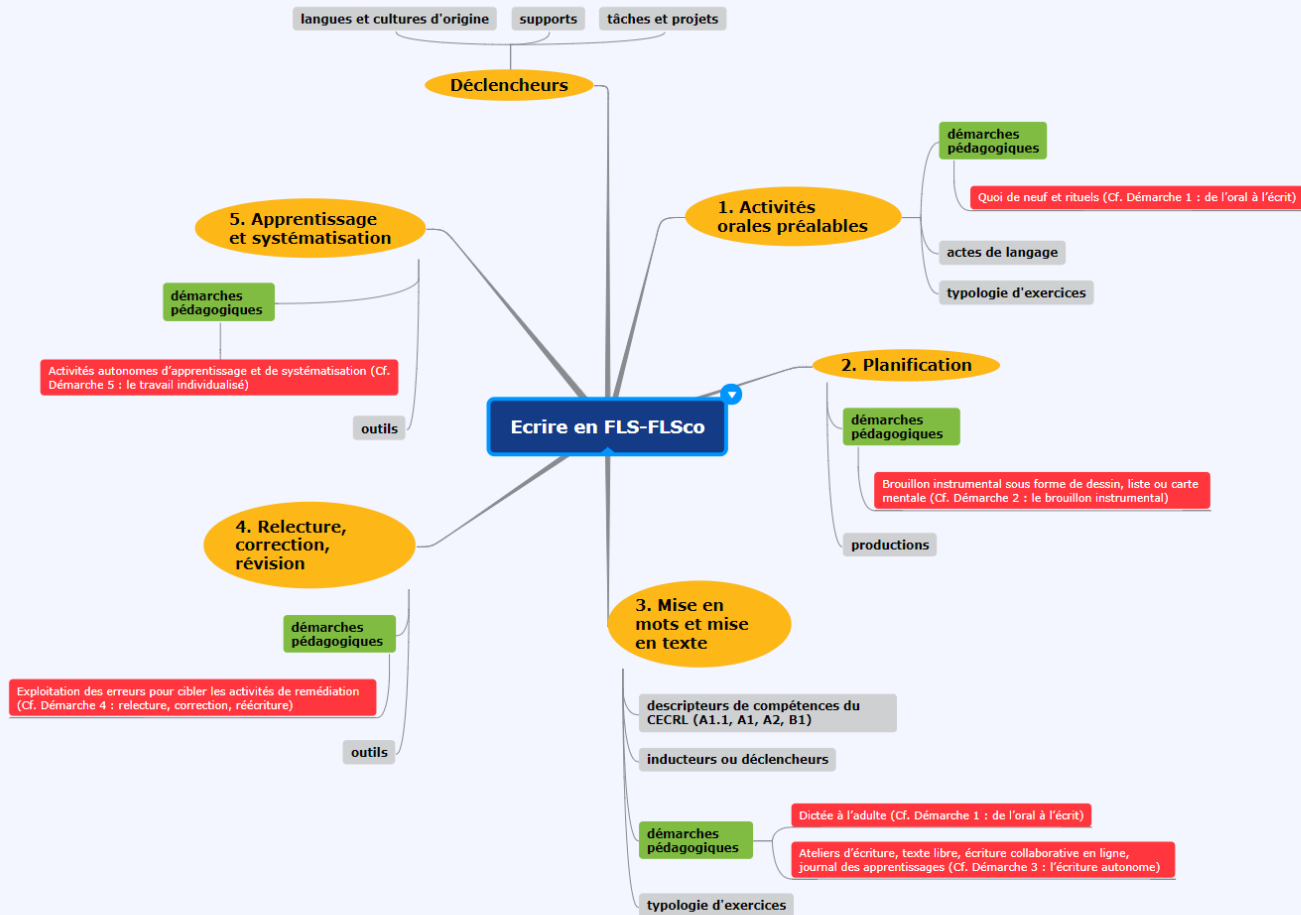 langues et cultures d'origine
supports
tâches et projets
Déclencheurs
1. Activités
orales préalables
démarches
pédagogiques
Quoi de neuf et rituels (Cf. Démarche 1 : de l’oral à l’écrit)
actes de langage
typologie d'exercices
2. Planification
démarches
pédagogiques
Brouillon instrumental sous forme de dessin, liste ou carte
mentale (Cf. Démarche 2 : le brouillon instrumental)
productions
Ecrire en FLS-FLSco
3. Mise en
mots et mise
en texte
descripteurs de compétences du
CECRL (A1.1, A1, A2, B1)
inducteurs ou déclencheurs
démarches
pédagogiques
Dictée à l’adulte (Cf. Démarche 1 : de l’oral à l’écrit)
Ateliers d’écriture, texte libre, écriture collaborative en ligne,
journal des apprentissages (Cf. Démarche 3 : l’écriture autonome)
typologie d'exercices
4. Relecture,
correction,
révision
démarches
pédagogiques
Exploitation des erreurs pour cibler les activités de remédiation
(Cf. Démarche 4 : relecture, correction, réécriture)
outils
5. Apprentissage
et systématisation
démarches
pédagogiques
Activités autonomes d’apprentissage et de systématisation (Cf.
Démarche 5 : le travail individualisé)
outils